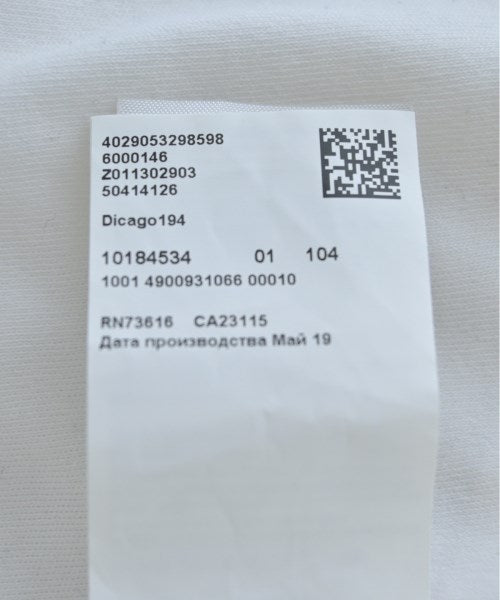 4029053298598
6000146
Z011302903
50414126
Dicago194
10184534 01 104
1001 4900931066 00010
RN73616 CA23115
Дата производства Май 19